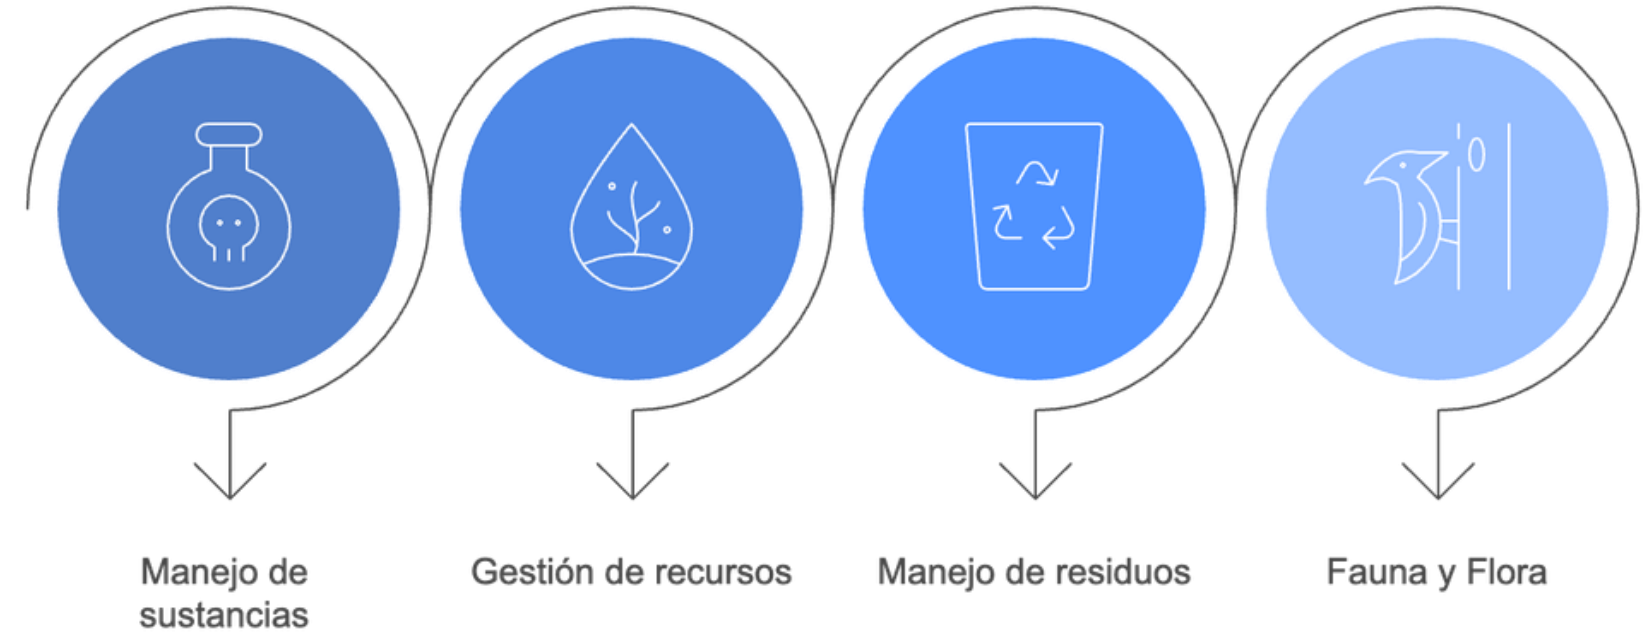 Manejo de
sustancias
Gestión de recursos
Manejo de residuos
Fauna y Flora